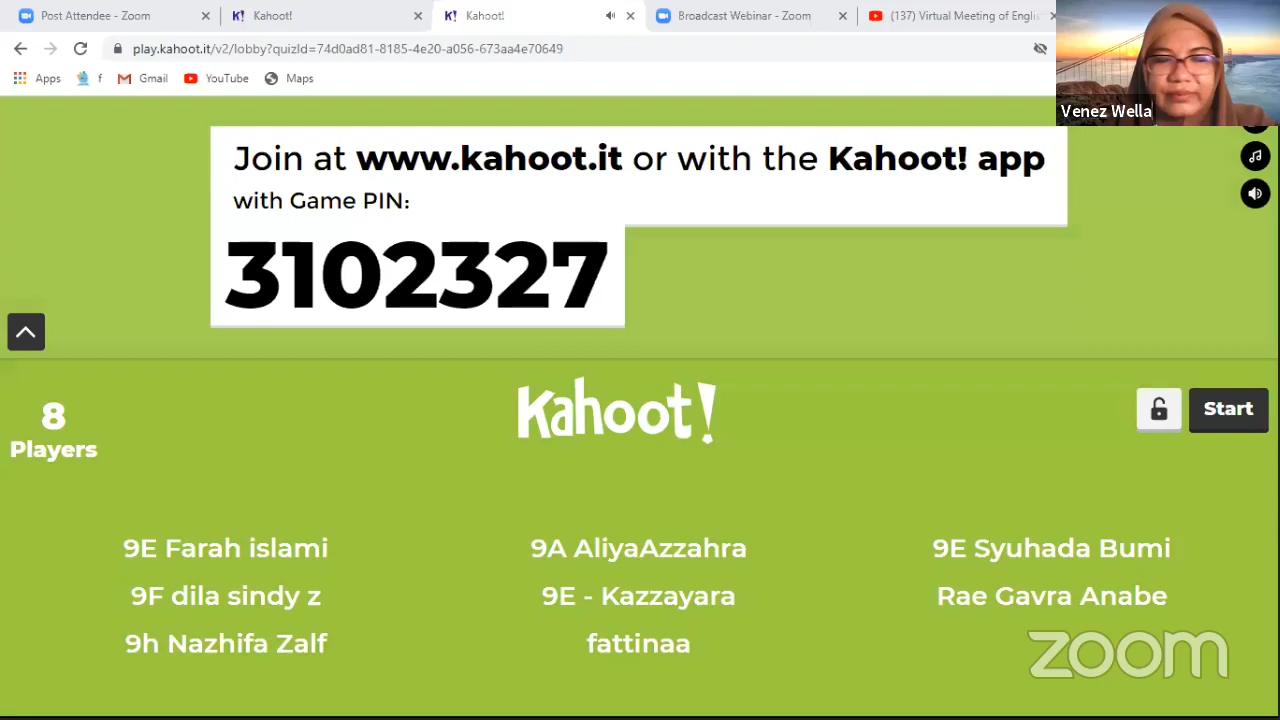 Post Attendee - Zoom
Kahoot!
Kahoot!
Broadcast Webinar - Zoom
(137) Virtual Meeting of Englis
play.kahoot.it/v2/lobby?quizId=74d0ad81-8185-4e20-a056-673aa4e70649
Apps
f
Gmail
YouTube
Maps
Venez Wella
Join at www.kahoot.it or with the Kahoot! app
with Game PIN:
3102327
8
Players
Kahoot!
Start
9E Farah islami
9A AliyaAzzahra
9E Syuhada Bumi
9F dila sindy z
9E - Kazzayara
Rae Gavra Anabe
9h Nazhifa Zalf
fattinaa
zoom